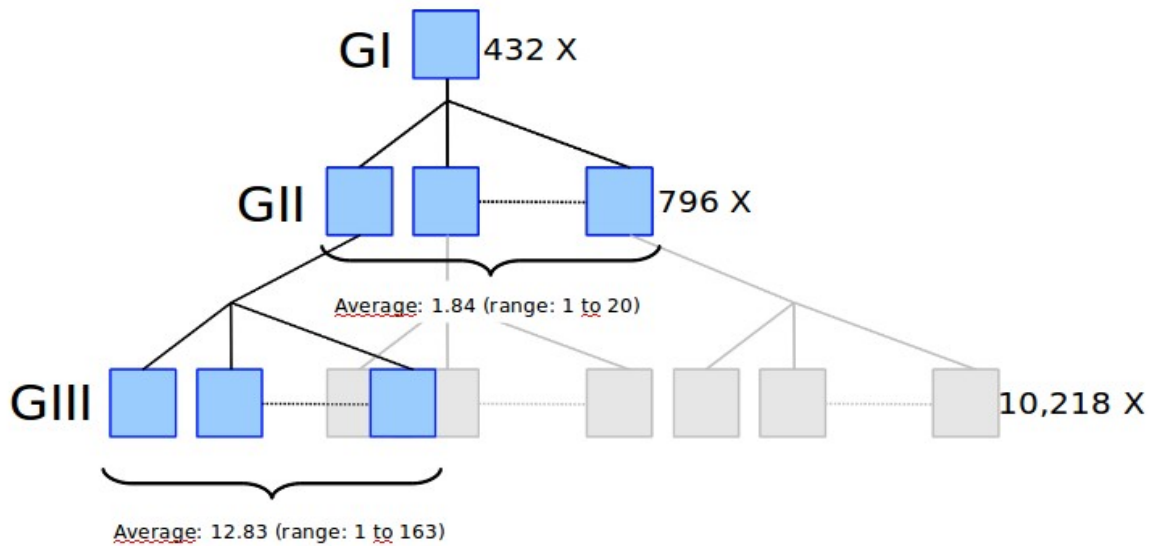 GI 432 X
GII 796 X
Average: 1.84 (range: 1 to 20)
GIII 10,218 X
Average: 12.83 (range: 1 to 163)